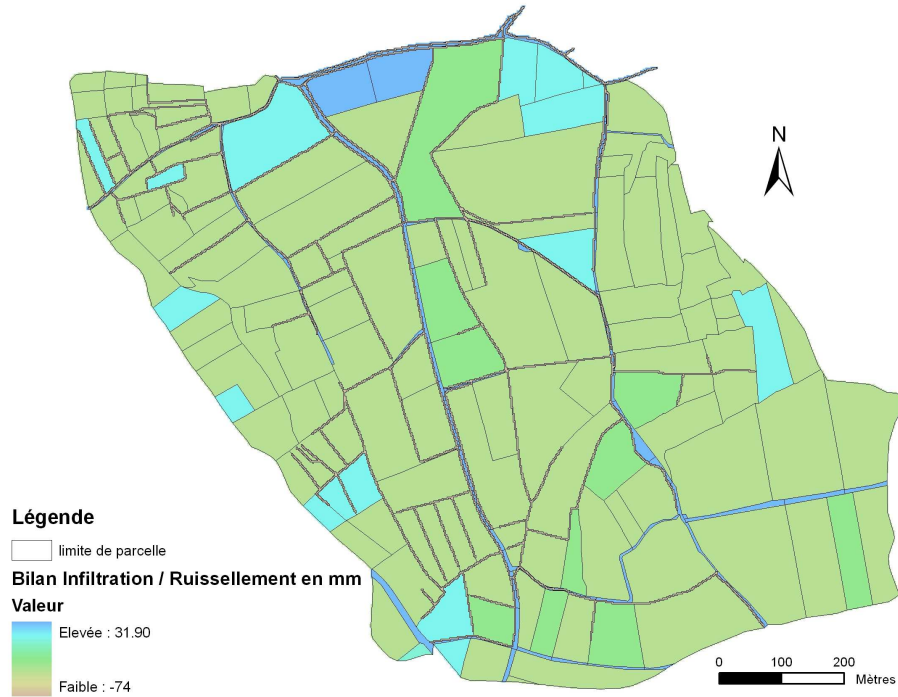 N
Légende
limite de parcelle
Bilan Infiltration / Ruissellement en mm
Valeur
Elevée : 31.90
Faible : -74
0 100 200
Mètres